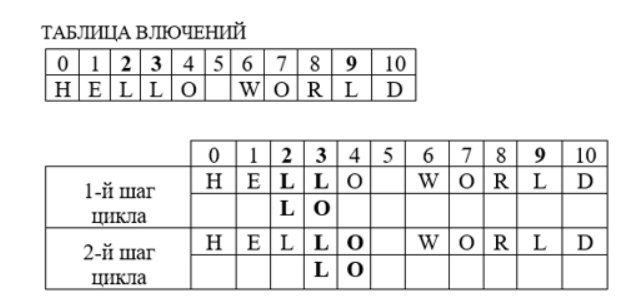 ТАБЛИЦА ВЛЮЧЕНИЙ
0 1 2 3 4 5 6 7 8 9 10
H E L L O W O R L D
0 1 2 3 4 5 6 7 8 9 10
1-й шаг цикла H E L L O W O R L D
L O
2-й шаг цикла H E L L O W O R L D
L O